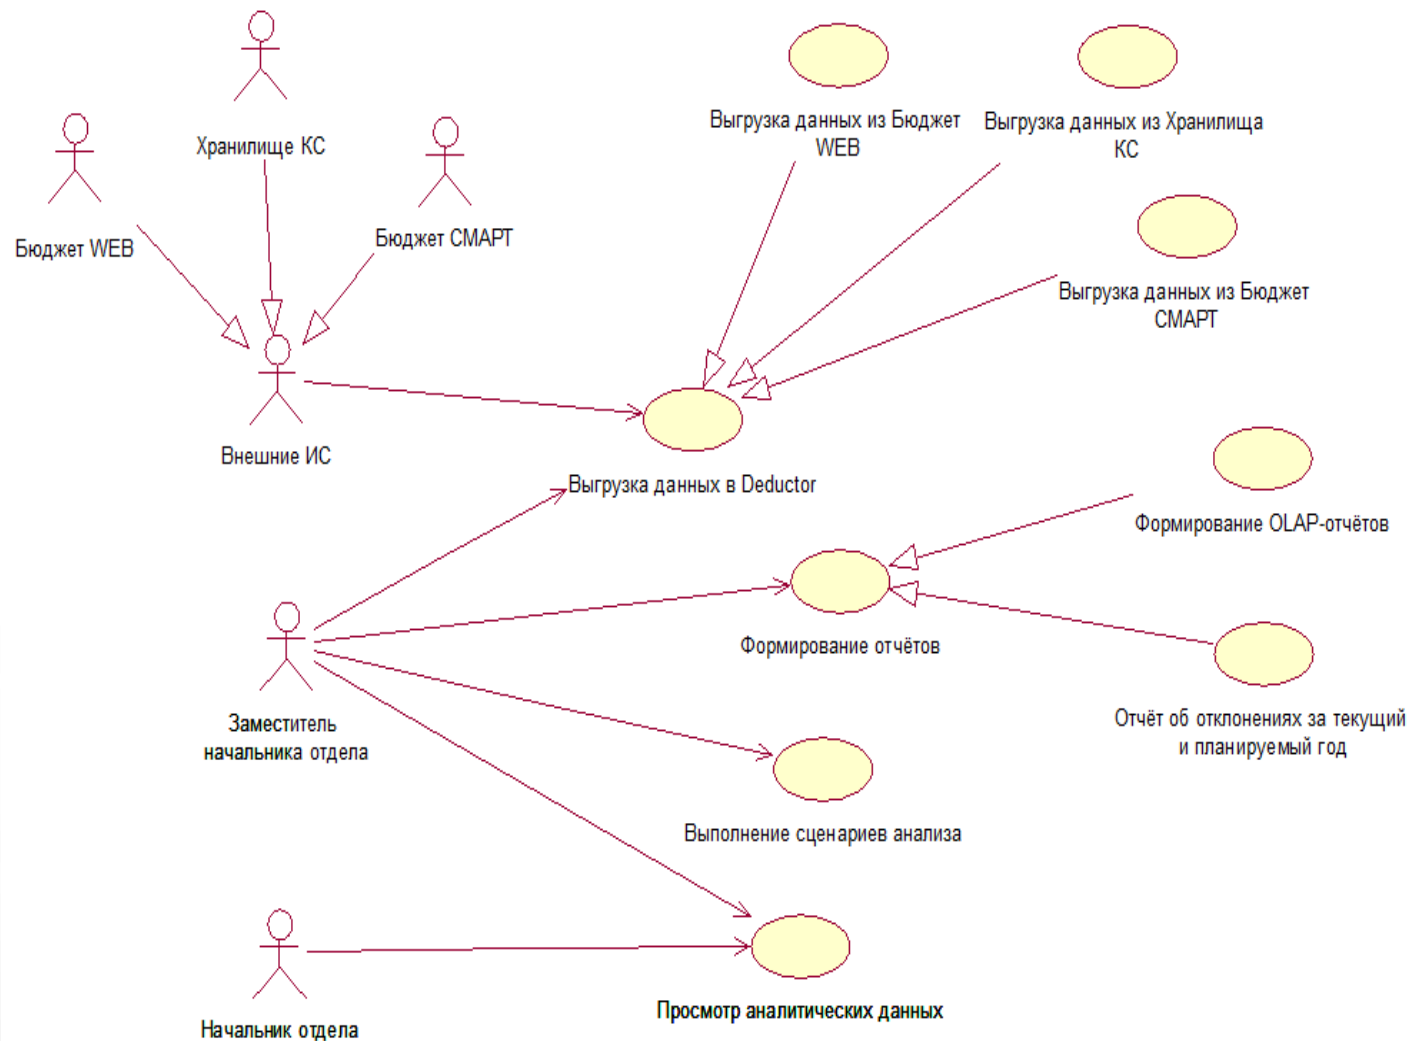 Хранилище КС
Бюджет WEB
Бюджет СМАРТ
Внешние ИС
Выгрузка данных из Бюджет
WEB
Выгрузка данных из Хранилища
КС
Выгрузка данных из Бюджет
СМАРТ
Выгрузка данных в Deductor
Формирование OLAP-отчётов
Формирование отчётов
Отчёт об отклонениях за текущий
и планируемый год
Заместитель
начальника отдела
Выполнение сценариев анализа
Просмотр аналитических данных
Начальник отдела